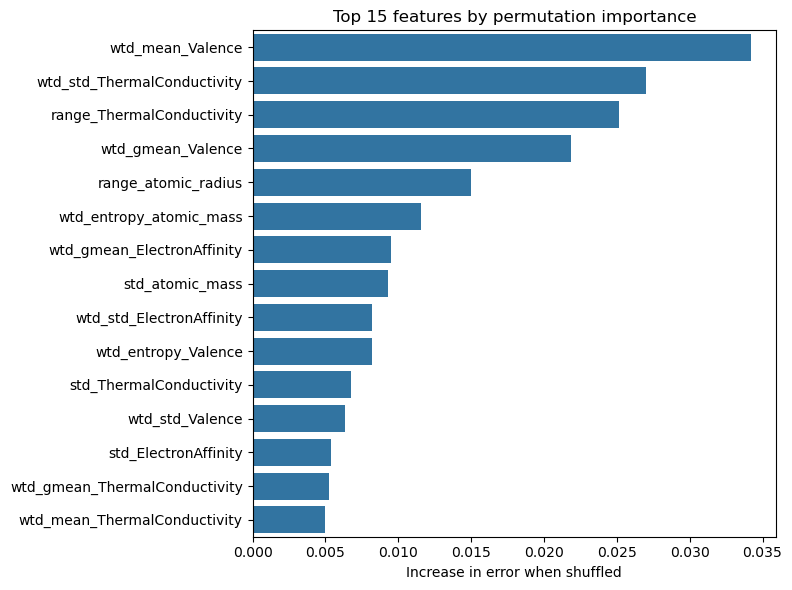 Top 15 features by permutation importance
wtd_mean_Valence
wtd_std_ThermalConductivity
range_ThermalConductivity
wtd_gmean_Valence
range_atomic_radius
wtd_entropy_atomic_mass
wtd_gmean_ElectronAffinity
std_atomic_mass
wtd_std_ElectronAffinity
wtd_entropy_Valence
std_ThermalConductivity
wtd_std_Valence
std_ElectronAffinity
wtd_gmean_ThermalConductivity
wtd_mean_ThermalConductivity
0.000 0.005 0.010 0.015 0.020 0.025 0.030 0.035
Increase in error when shuffled